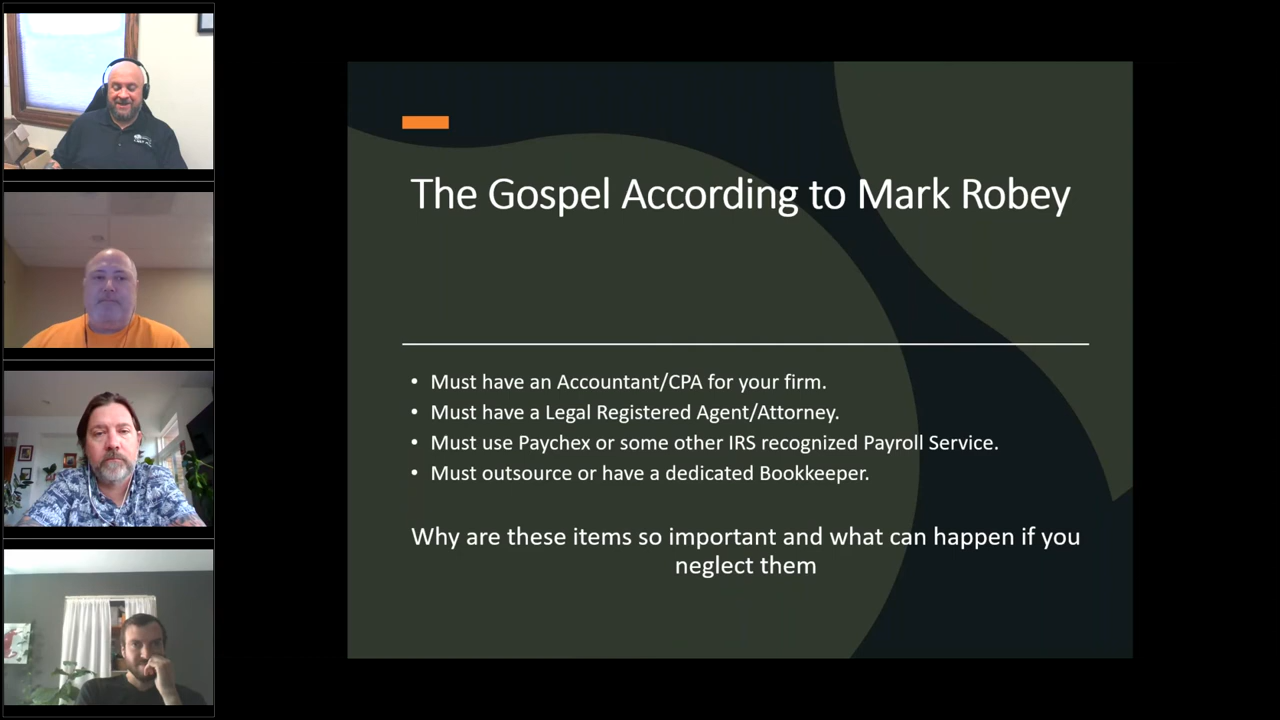 The Gospel According to Mark Robey
• Must have an Accountant/CPA for your firm.
• Must have a Legal Registered Agent/Attorney.
• Must use Paychex or some other IRS recognized Payroll Service.
• Must outsource or have a dedicated Bookkeeper.
Why are these items so important and what can happen if you
neglect them